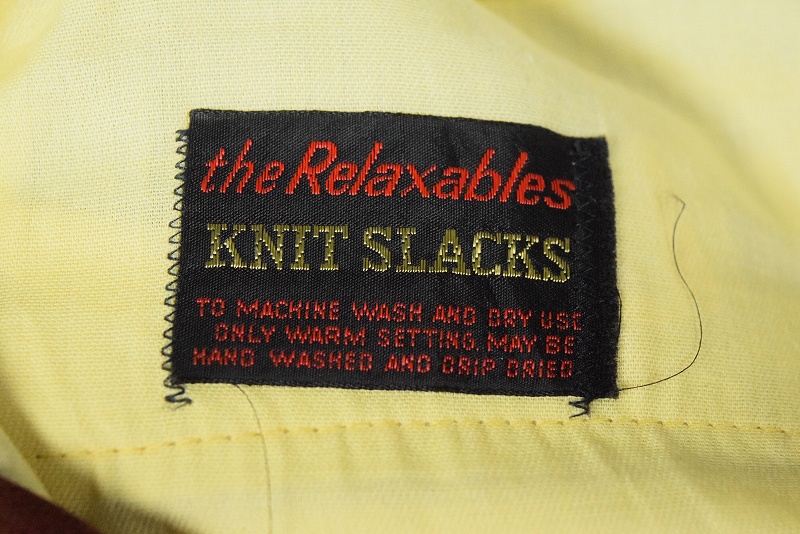 the Relaxables
KNIT SLACKS
TO MACHINE WASH AND DRY USE
ONLY WARM SETTING. MAY BE
HAND WASHED AND DRIP DRIED